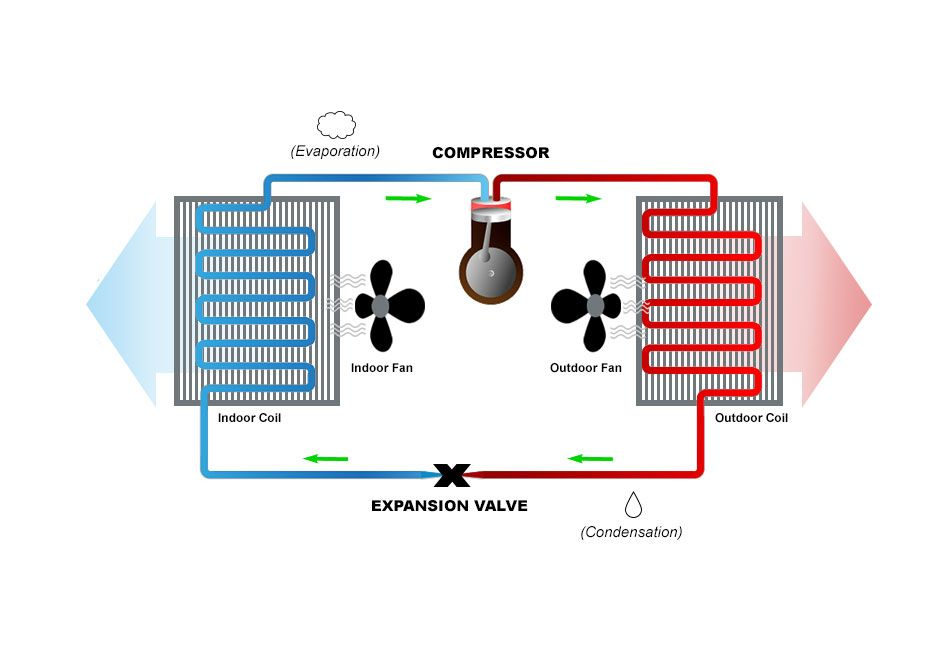 (Evaporation)
COMPRESSOR
Indoor Fan
Outdoor Fan
Indoor Coil
Outdoor Coil
EXPANSION VALVE
(Condensation)